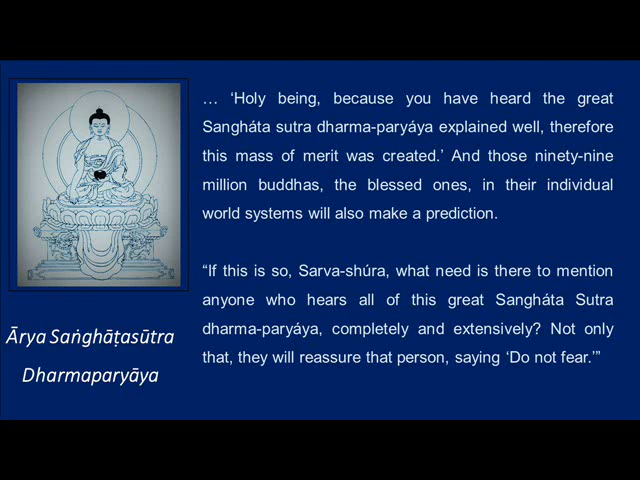 … ‘Holy being, because you have heard the great
Sangháta sutra dharma-paryáya explained well, therefore
this mass of merit was created.’ And those ninety-nine
million buddhas, the blessed ones, in their individual
world systems will also make a prediction.
“If this is so, Sarva-shúra, what need is there to mention
anyone who hears all of this great Sangháta Sutra
dharma-paryáya, completely and extensively? Not only
that, they will reassure that person, saying ‘Do not fear.’”
Ārya Saṅghāṭasūtra
Dharmaparyāya